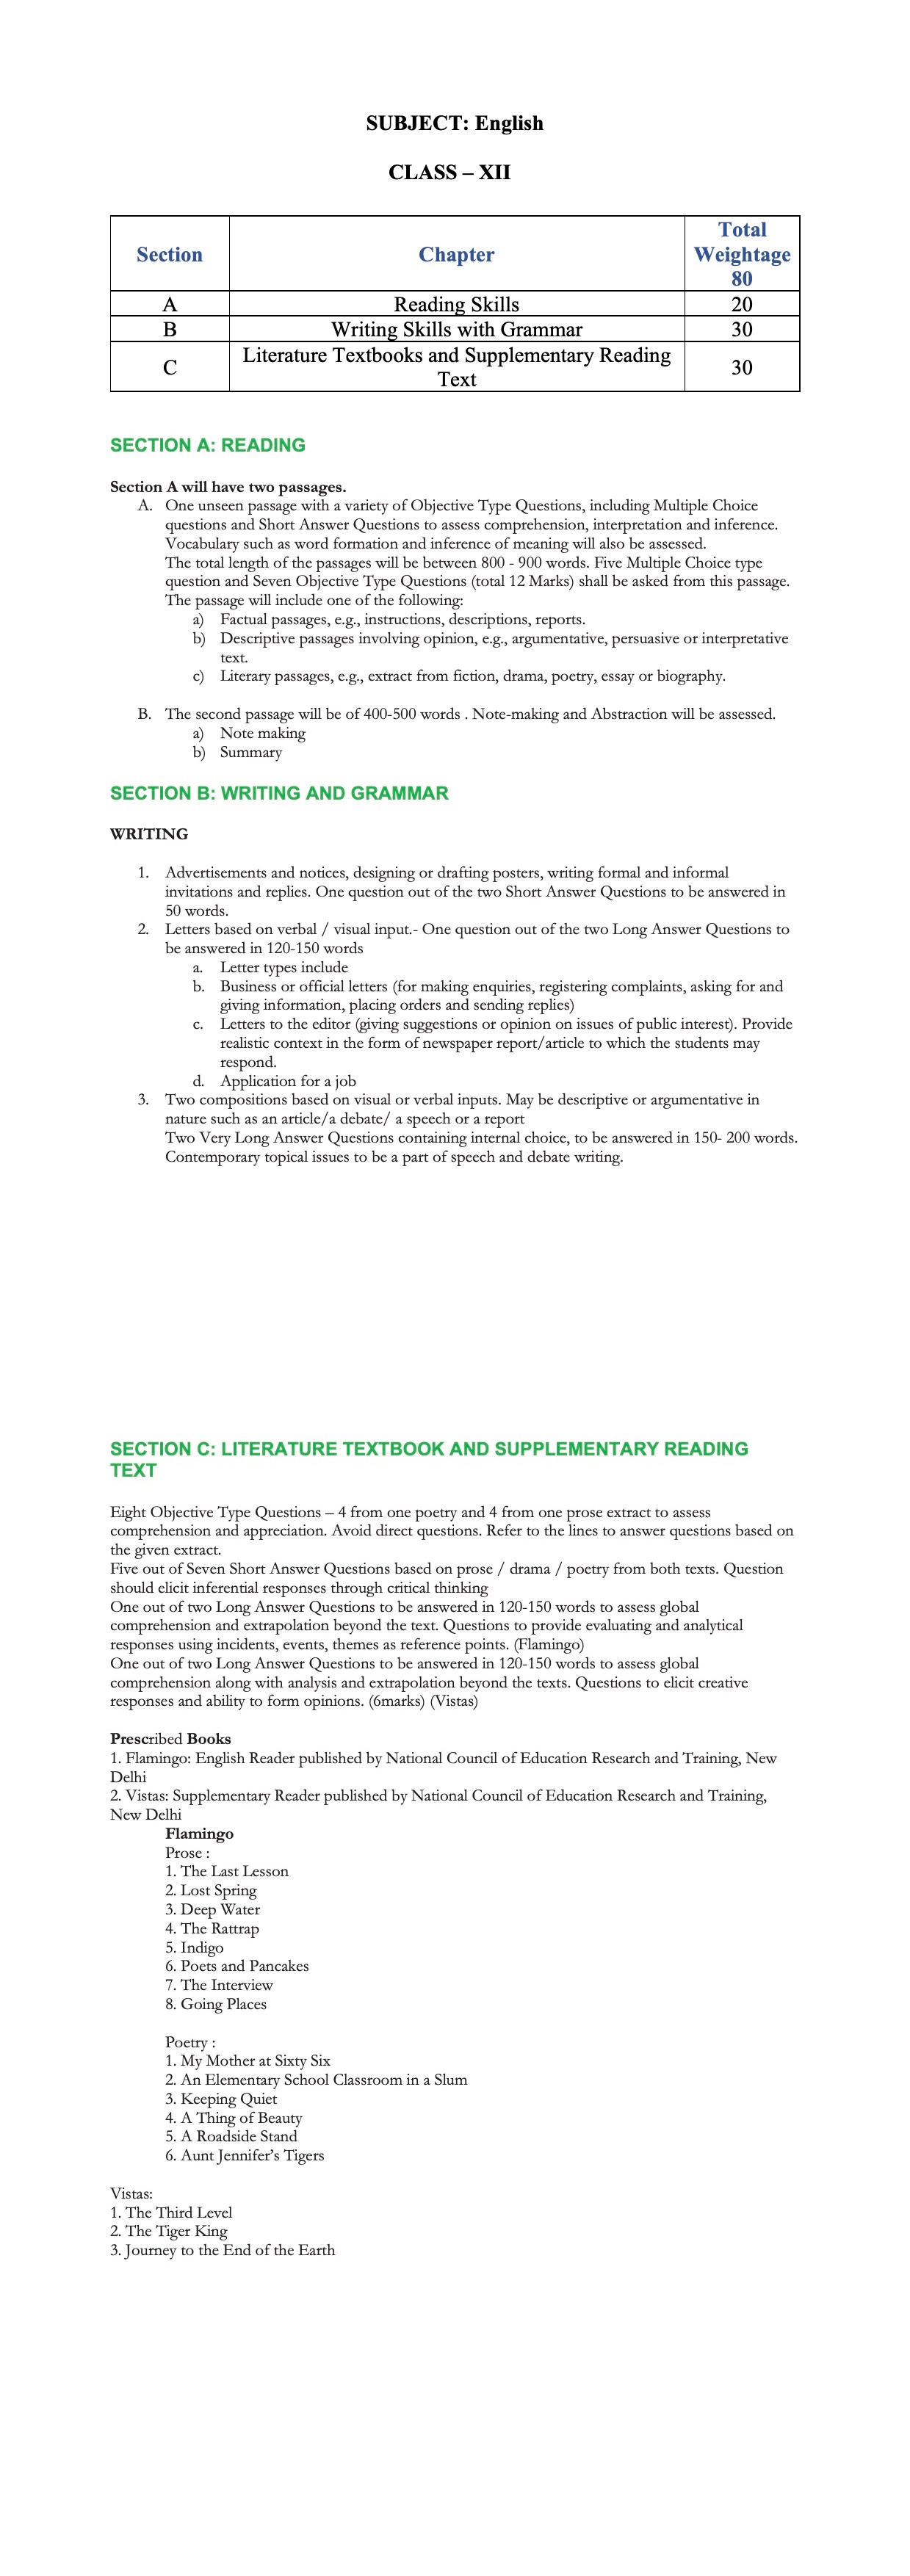 SUBJECT: English
CLASS – XII
Section Chapter Total Weightage 80
A Reading Skills 20
B Writing Skills with Grammar 30
C Literature Textbooks and Supplementary Reading Text 30
SECTION A: READING
Section A will have two passages.
A. One unseen passage with a variety of Objective Type Questions, including Multiple Choice
questions and Short Answer Questions to assess comprehension, interpretation and inference.
Vocabulary such as word formation and inference of meaning will also be assessed.
The total length of the passages will be between 800 - 900 words. Five Multiple Choice type
question and Seven Objective Type Questions (total 12 Marks) shall be asked from this passage.
The passage will include one of the following:
a) Factual passages, e.g., instructions, descriptions, reports.
b) Descriptive passages involving opinion, e.g., argumentative, persuasive or interpretative
text.
c) Literary passages, e.g., extract from fiction, drama, poetry, essay or biography.
B. The second passage will be of 400-500 words . Note-making and Abstraction will be assessed.
a) Note making
b) Summary
SECTION B: WRITING AND GRAMMAR
WRITING
1. Advertisements and notices, designing or drafting posters, writing formal and informal
invitations and replies. One question out of the two Short Answer Questions to be answered in
50 words.
2. Letters based on verbal / visual input.- One question out of the two Long Answer Questions to
be answered in 120-150 words
a. Letter types include
b. Business or official letters (for making enquiries, registering complaints, asking for and
giving information, placing orders and sending replies)
c. Letters to the editor (giving suggestions or opinion on issues of public interest). Provide
realistic context in the form of newspaper report/article to which the students may
respond.
d. Application for a job
3. Two compositions based on visual or verbal inputs. May be descriptive or argumentative in
nature such as an article/a debate/ a speech or a report
Two Very Long Answer Questions containing internal choice, to be answered in 150- 200 words.
Contemporary topical issues to be a part of speech and debate writing.
SECTION C: LITERATURE TEXTBOOK AND SUPPLEMENTARY READING
TEXT
Eight Objective Type Questions – 4 from one poetry and 4 from one prose extract to assess
comprehension and appreciation. Avoid direct questions. Refer to the lines to answer questions based on
the given extract.
Five out of Seven Short Answer Questions based on prose / drama / poetry from both texts. Question
should elicit inferential responses through critical thinking
One out of two Long Answer Questions to be answered in 120-150 words to assess global
comprehension and extrapolation beyond the text. Questions to provide evaluating and analytical
responses using incidents, events, themes as reference points. (Flamingo)
One out of two Long Answer Questions to be answered in 120-150 words to assess global
comprehension along with analysis and extrapolation beyond the texts. Questions to elicit creative
responses and ability to form opinions. (6marks) (Vistas)
Prescribed Books
1. Flamingo: English Reader published by National Council of Education Research and Training, New
Delhi
2. Vistas: Supplementary Reader published by National Council of Education Research and Training,
New Delhi
Flamingo
Prose :
1. The Last Lesson
2. Lost Spring
3. Deep Water
4. The Rattrap
5. Indigo
6. Poets and Pancakes
7. The Interview
8. Going Places
Poetry :
1. My Mother at Sixty Six
2. An Elementary School Classroom in a Slum
3. Keeping Quiet
4. A Thing of Beauty
5. A Roadside Stand
6. Aunt Jennifer’s Tigers
Vistas:
1. The Third Level
2. The Tiger King
3. Journey to the End of the Earth